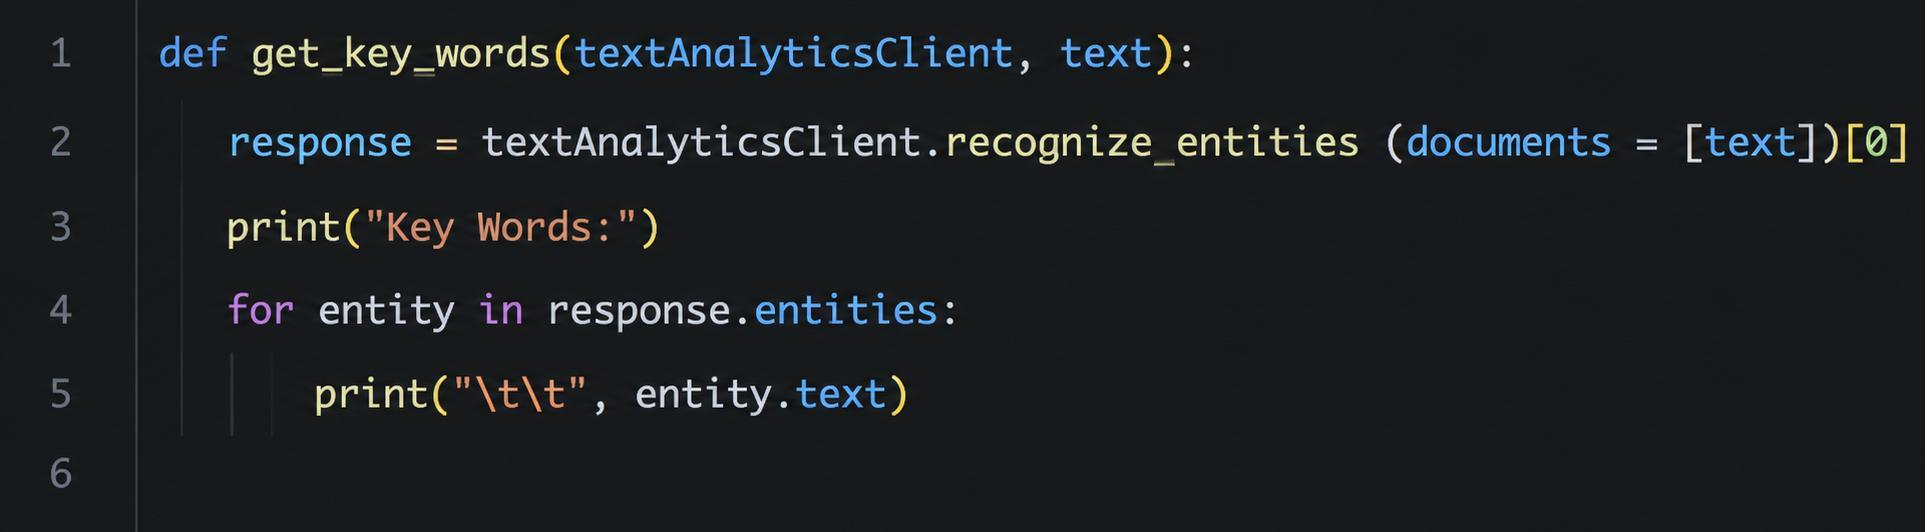 1 def get_key_words(textAnalyticsClient, text):
2 response = textAnalyticsClient.recognize_entities (documents = [text])[0]
3 print("Key Words:")
4 for entity in response.entities:
5 print("\t\t", entity.text)
6